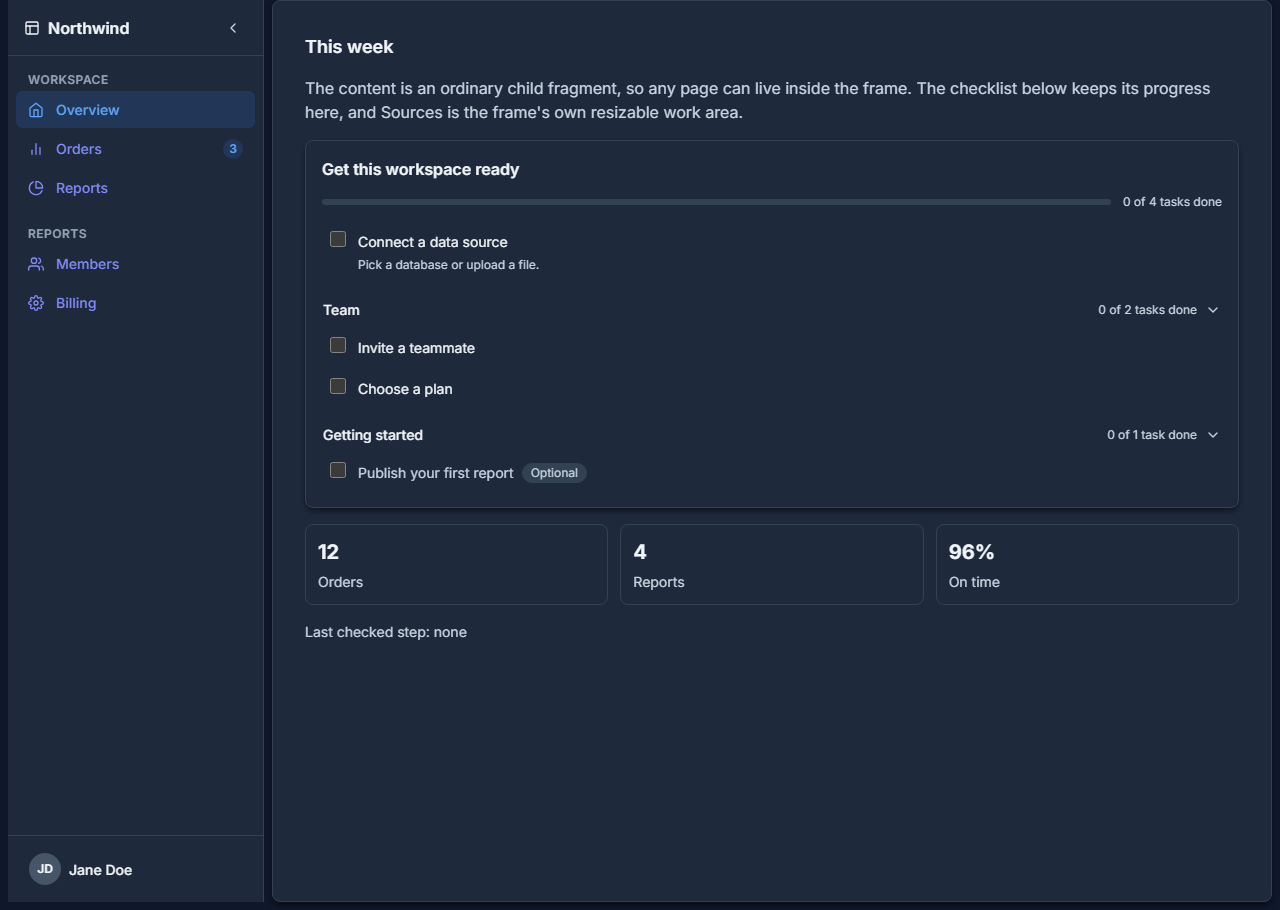 Northwind
WORKSPACE
Overview
Orders 3
Reports
REPORTS
Members
Billing
JD Jane Doe
This week
The content is an ordinary child fragment, so any page can live inside the frame. The checklist below keeps its progress
here, and Sources is the frame's own resizable work area.
Get this workspace ready
0 of 4 tasks done
Connect a data source
Pick a database or upload a file.
Team 0 of 2 tasks done
Invite a teammate
Choose a plan
Getting started 0 of 1 task done
Publish your first report Optional
12
Orders
4
Reports
96%
On time
Last checked step: none